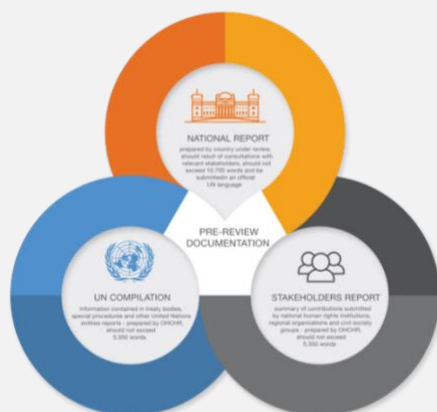 NATIONAL REPORT
prepared by country under review,
should result of consultations with
relevant stakeholders, should not
exceed 10,700 words and be
submittedin an official
UN language
PRE-REVIEW
DOCUMENTATION
UN COMPILATION
information contained in treaty bodies,
special procedures and other United Nations
entities reports - prepared by OHCHR,
should not exceed
5,350 words
STAKEHOLDERS REPORT
summary of contributions submitted
by national human rights institutions,
regional organizations and civil society
groups - prepared by OHCHR,
should not exceed
5,350 words